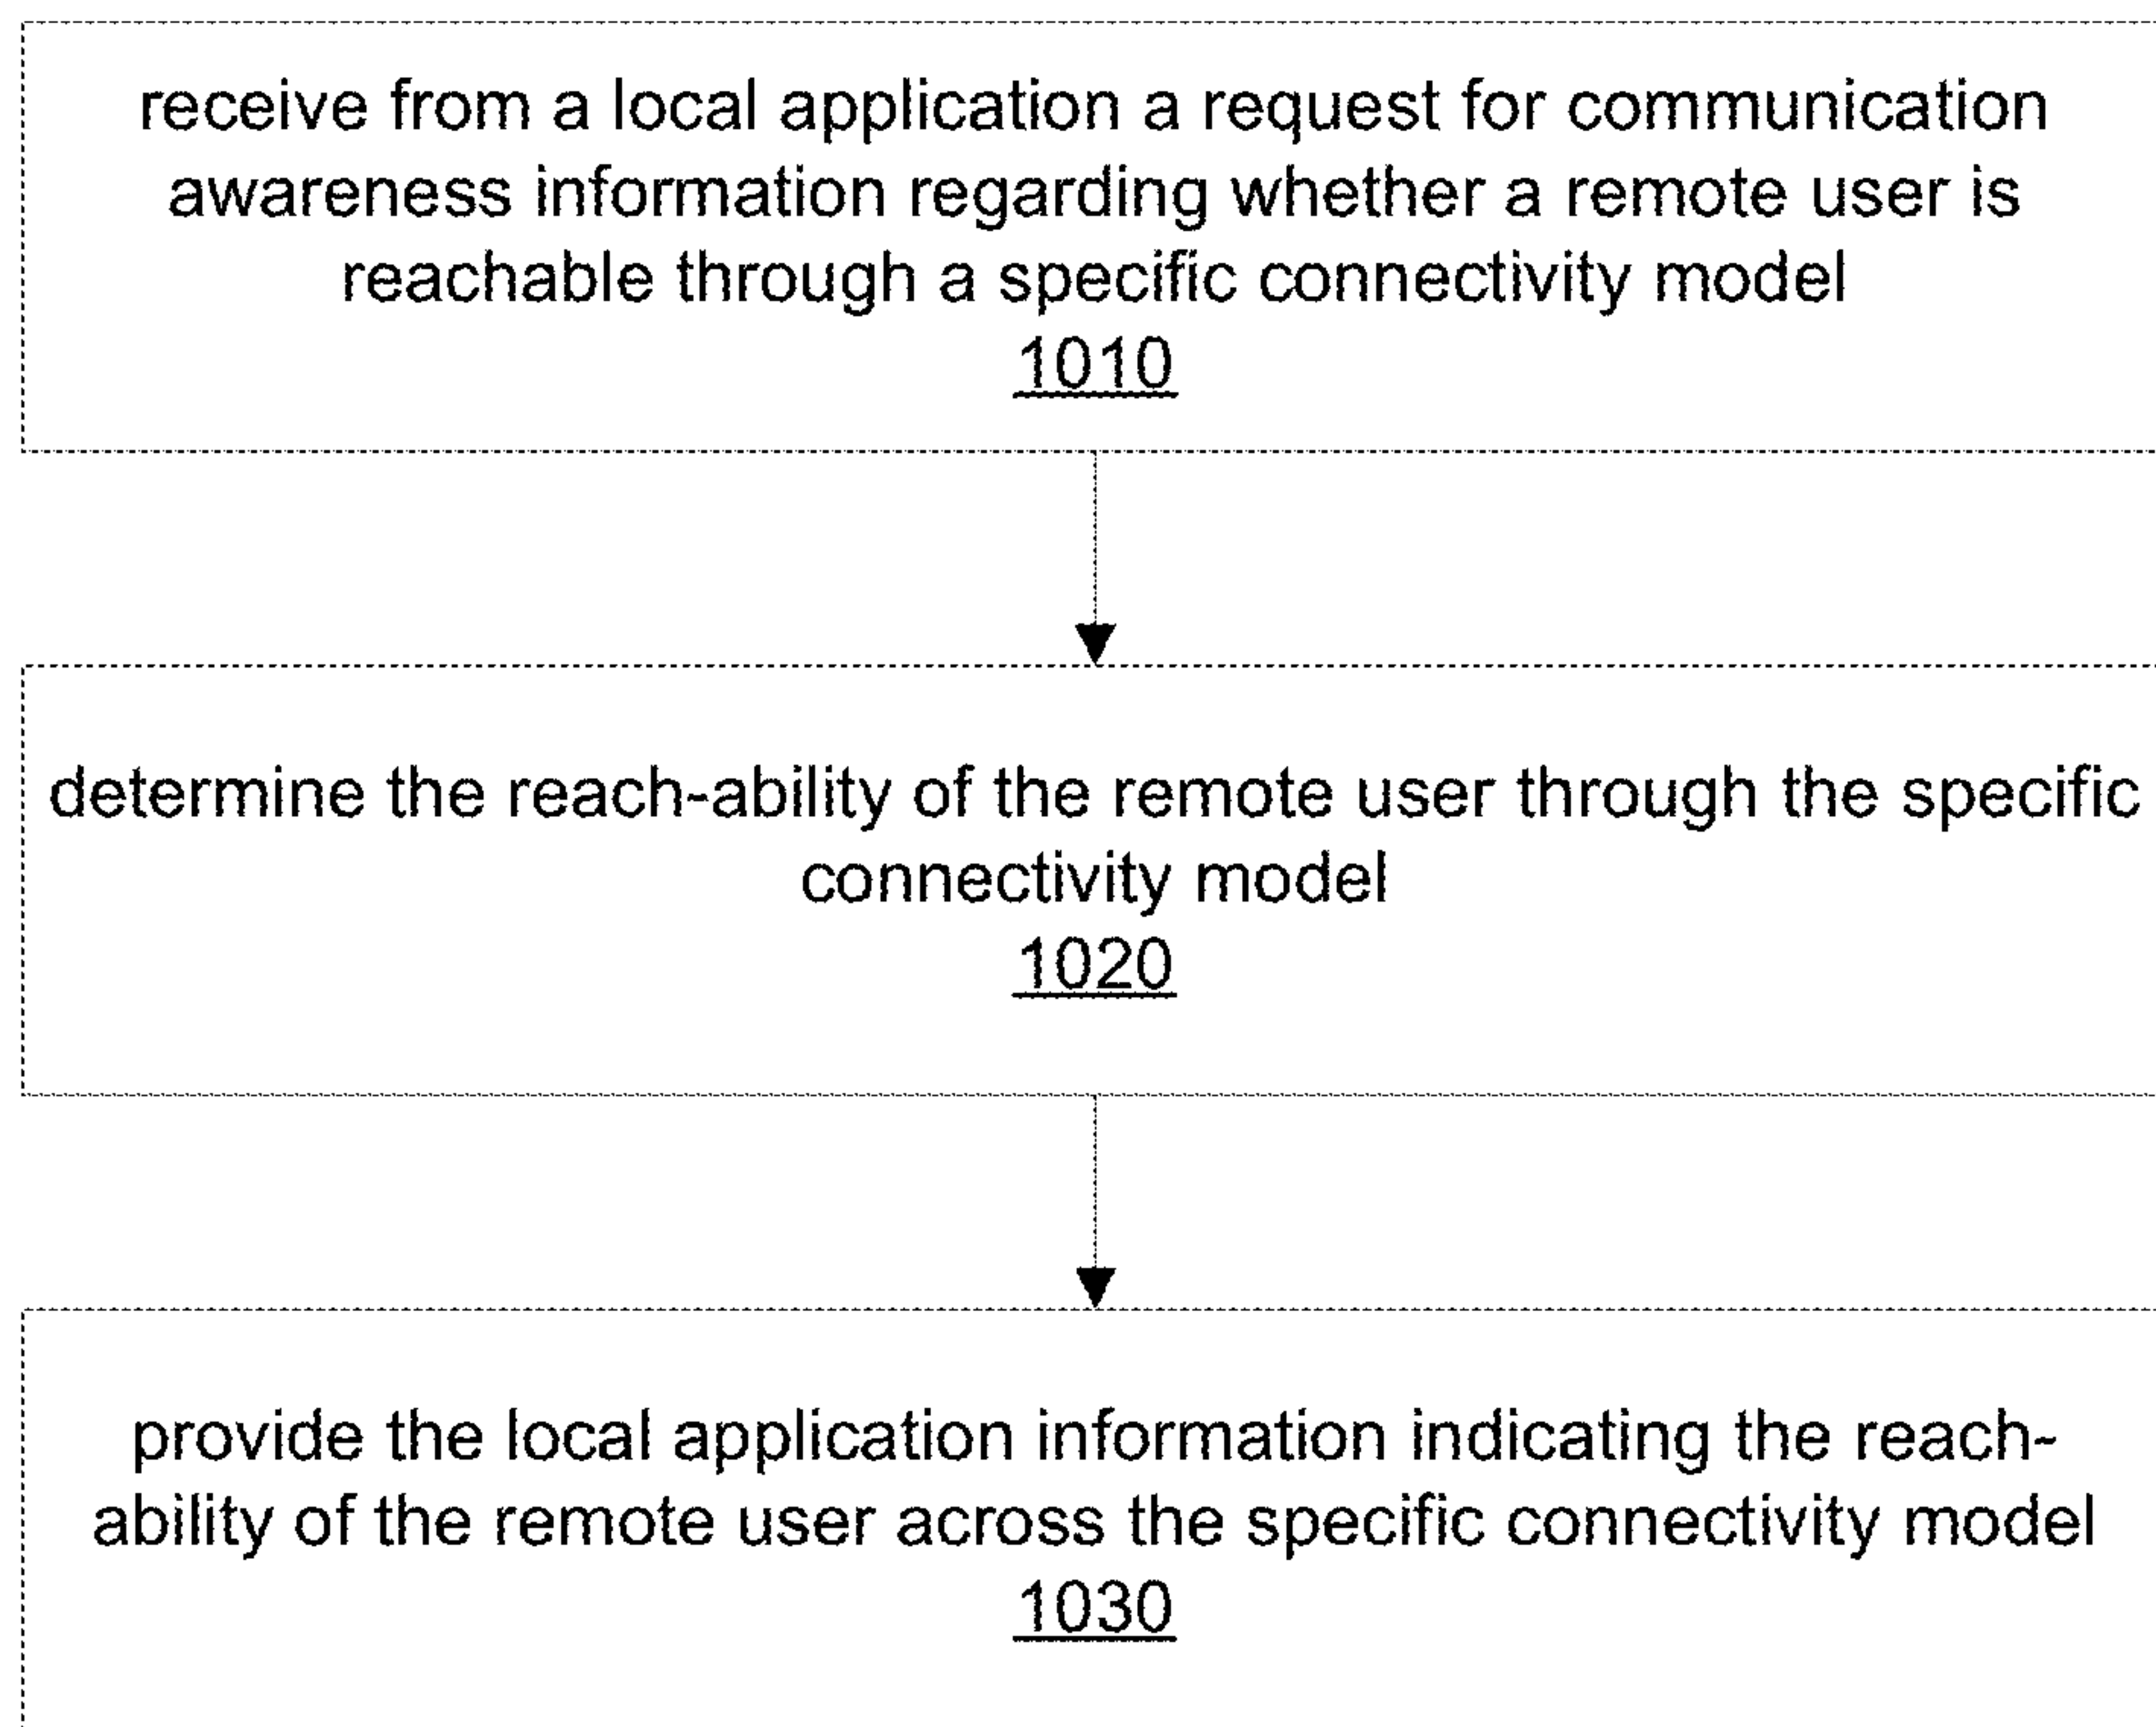 receive from a local application a request for communication
awareness information regarding whether a remote user is
reachable through a specific connectivity model
1010
determine the reach-ability of the remote user through the specific
connectivity model
1020
provide the local application information indicating the reach-
ability of the remote user across the specific connectivity model
1030